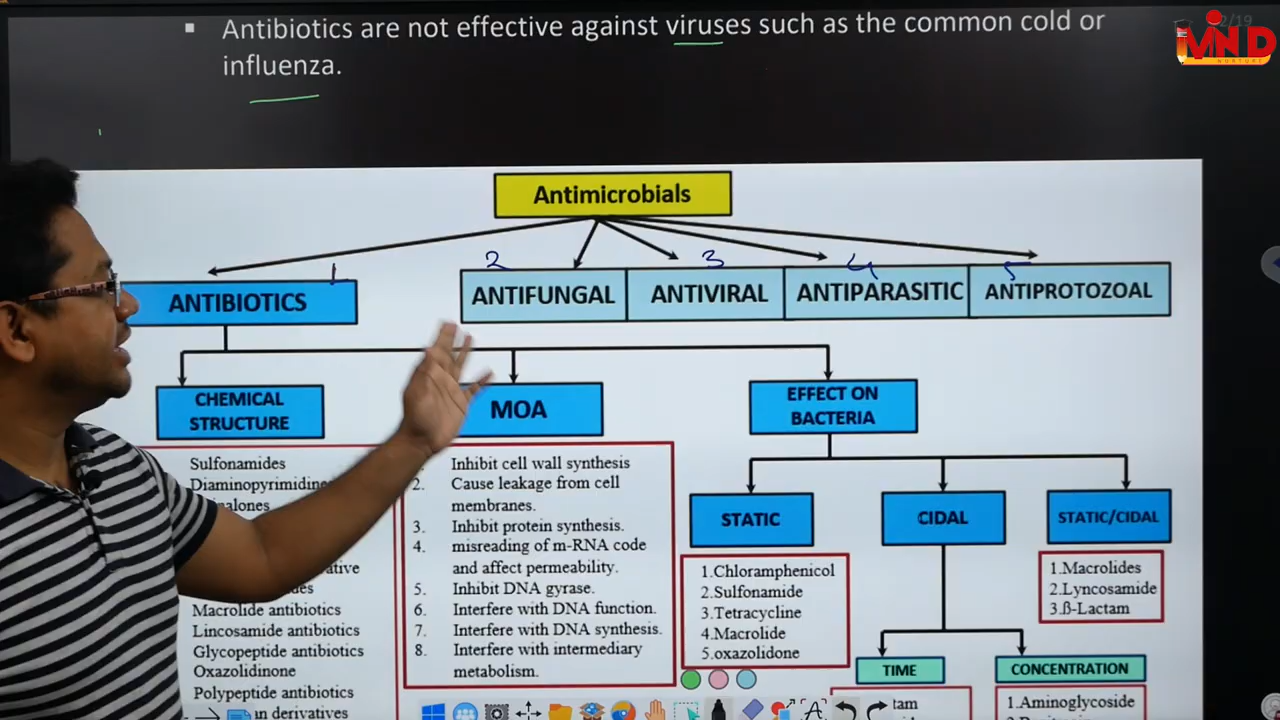 ▪ Antibiotics are not effective against viruses such as the common cold or
influenza.
MIND
NURTURE
Antimicrobials
1
2
3
4
5
ANTIBIOTICS
ANTIFUNGAL
ANTIVIRAL
ANTIPARASITIC
ANTIPROTOZOAL
CHEMICAL
STRUCTURE
MOA
EFFECT ON
BACTERIA
Sulfonamides
Macrolide antibiotics
Lincosamide antibiotics
Glycopeptide antibiotics
Oxazolidinone
Polypeptide antibiotics
Inhibit cell wall synthesis
2. Cause leakage from cell
membranes.
3. Inhibit protein synthesis.
4. misreading of m-RNA code
and affect permeability.
5. Inhibit DNA gyrase.
6. Interfere with DNA function.
7. Interfere with DNA synthesis.
8. Interfere with intermediary
metabolism.
STATIC
CIDAL
STATIC/CIDAL
1.Chloramphenicol
2.Sulfonamide
3.Tetracycline
4.Macrolide
5.oxazolidone
1.Macrolides
2.Lyncosamide
3.ß-Lactam
TIME
CONCENTRATION
1.Aminoglycoside